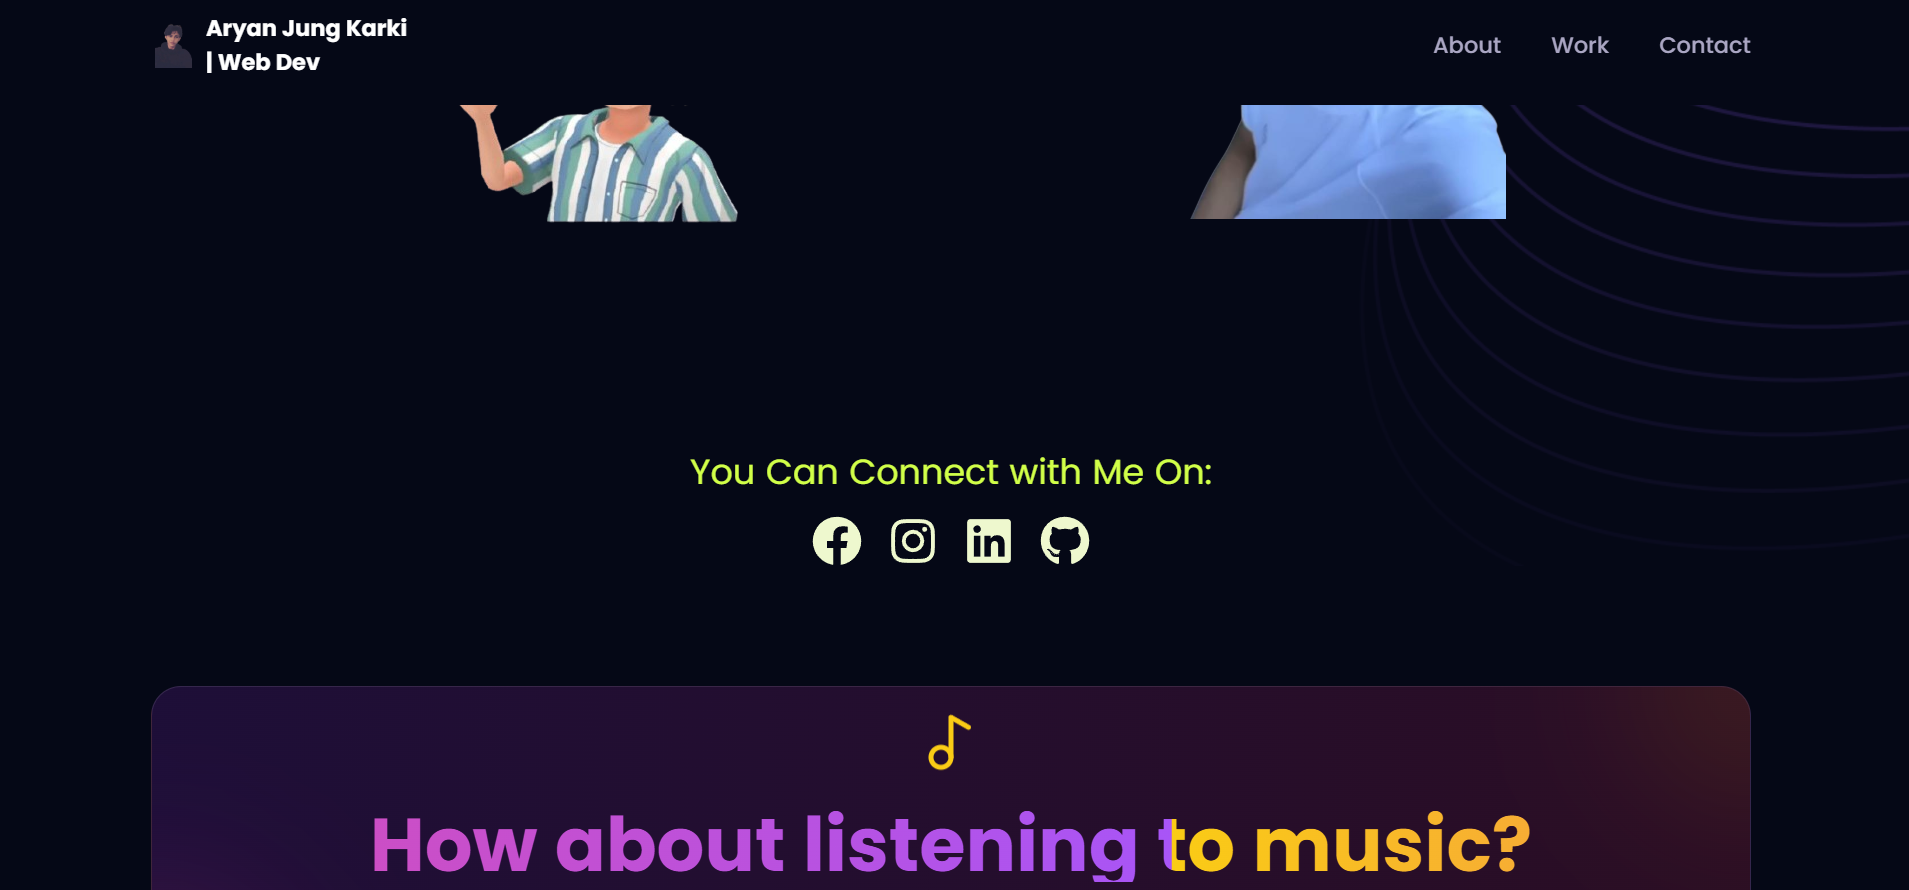 Aryan Jung Karki
| Web Dev
About Work Contact
You Can Connect with Me On:
How about listening to music?